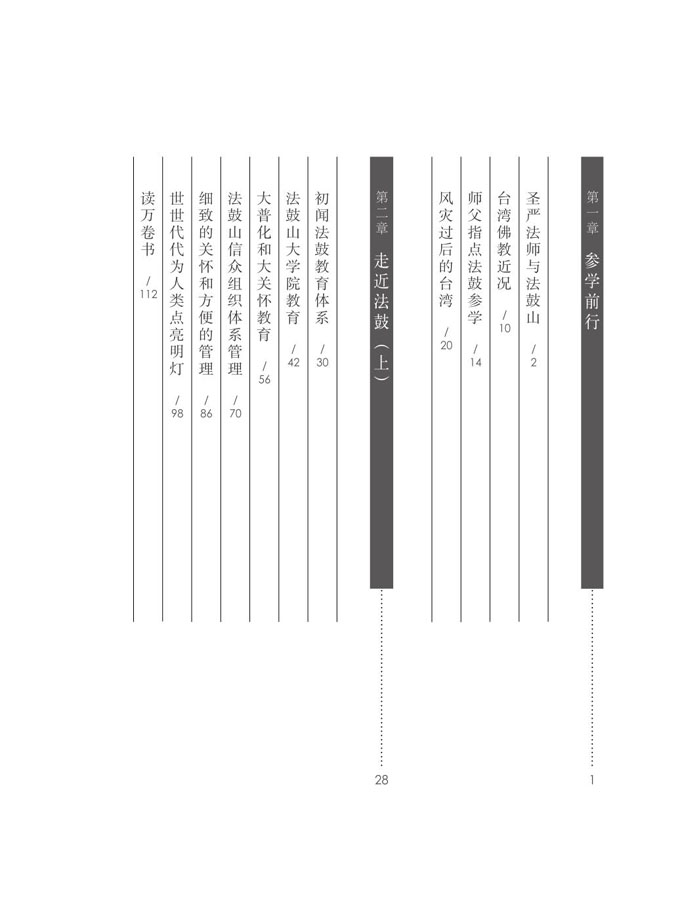 第一章 参学前行 1
圣严法师与法鼓山 / 2
台湾佛教近况 / 10
师父指点法鼓参学 / 14
风灾过后的台湾 / 20
第二章 走近法鼓（上） 28
初闻法鼓教育体系 / 30
法鼓山大学院教育 / 42
大普化和大关怀教育 / 56
法鼓山信众组织体系管理 / 70
细致的关怀和方便的管理 / 86
世世代代为人类点亮明灯 / 98
读万卷书 / 112